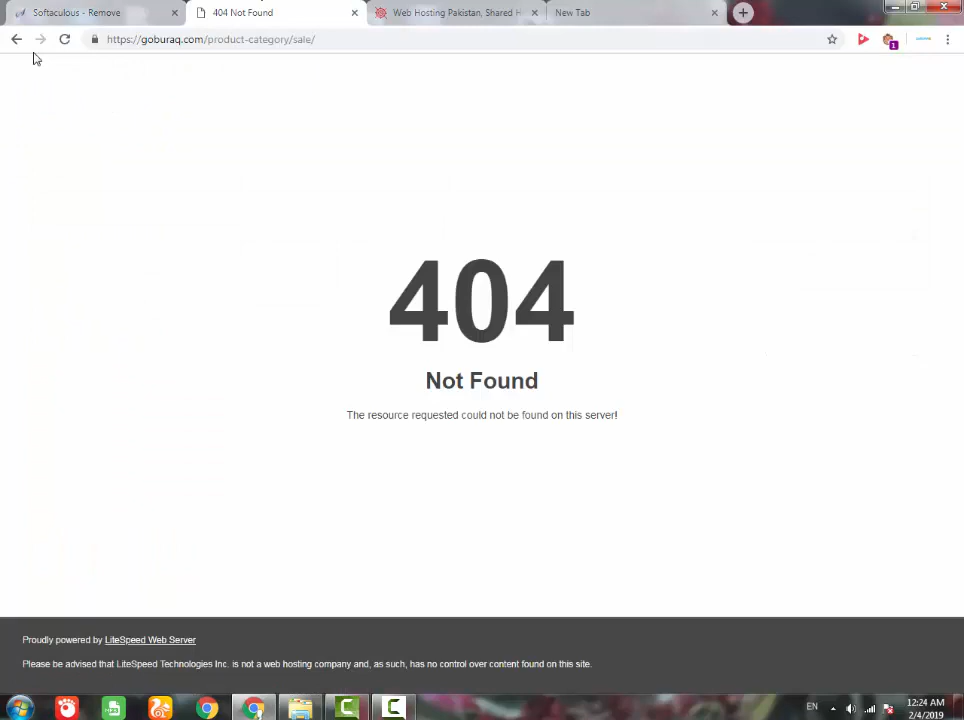 Softaculous - Remove
404 Not Found
Web Hosting Pakistan, Shared H
New Tab
https://goburaq.com/product-category/sale/
1
404
Not Found
The resource requested could not be found on this server!
Proudly powered by LiteSpeed Web Server
Please be advised that LiteSpeed Technologies Inc. is not a web hosting company and, as such, has no control over content found on this site.
EN
12:24 AM
2/4/2019